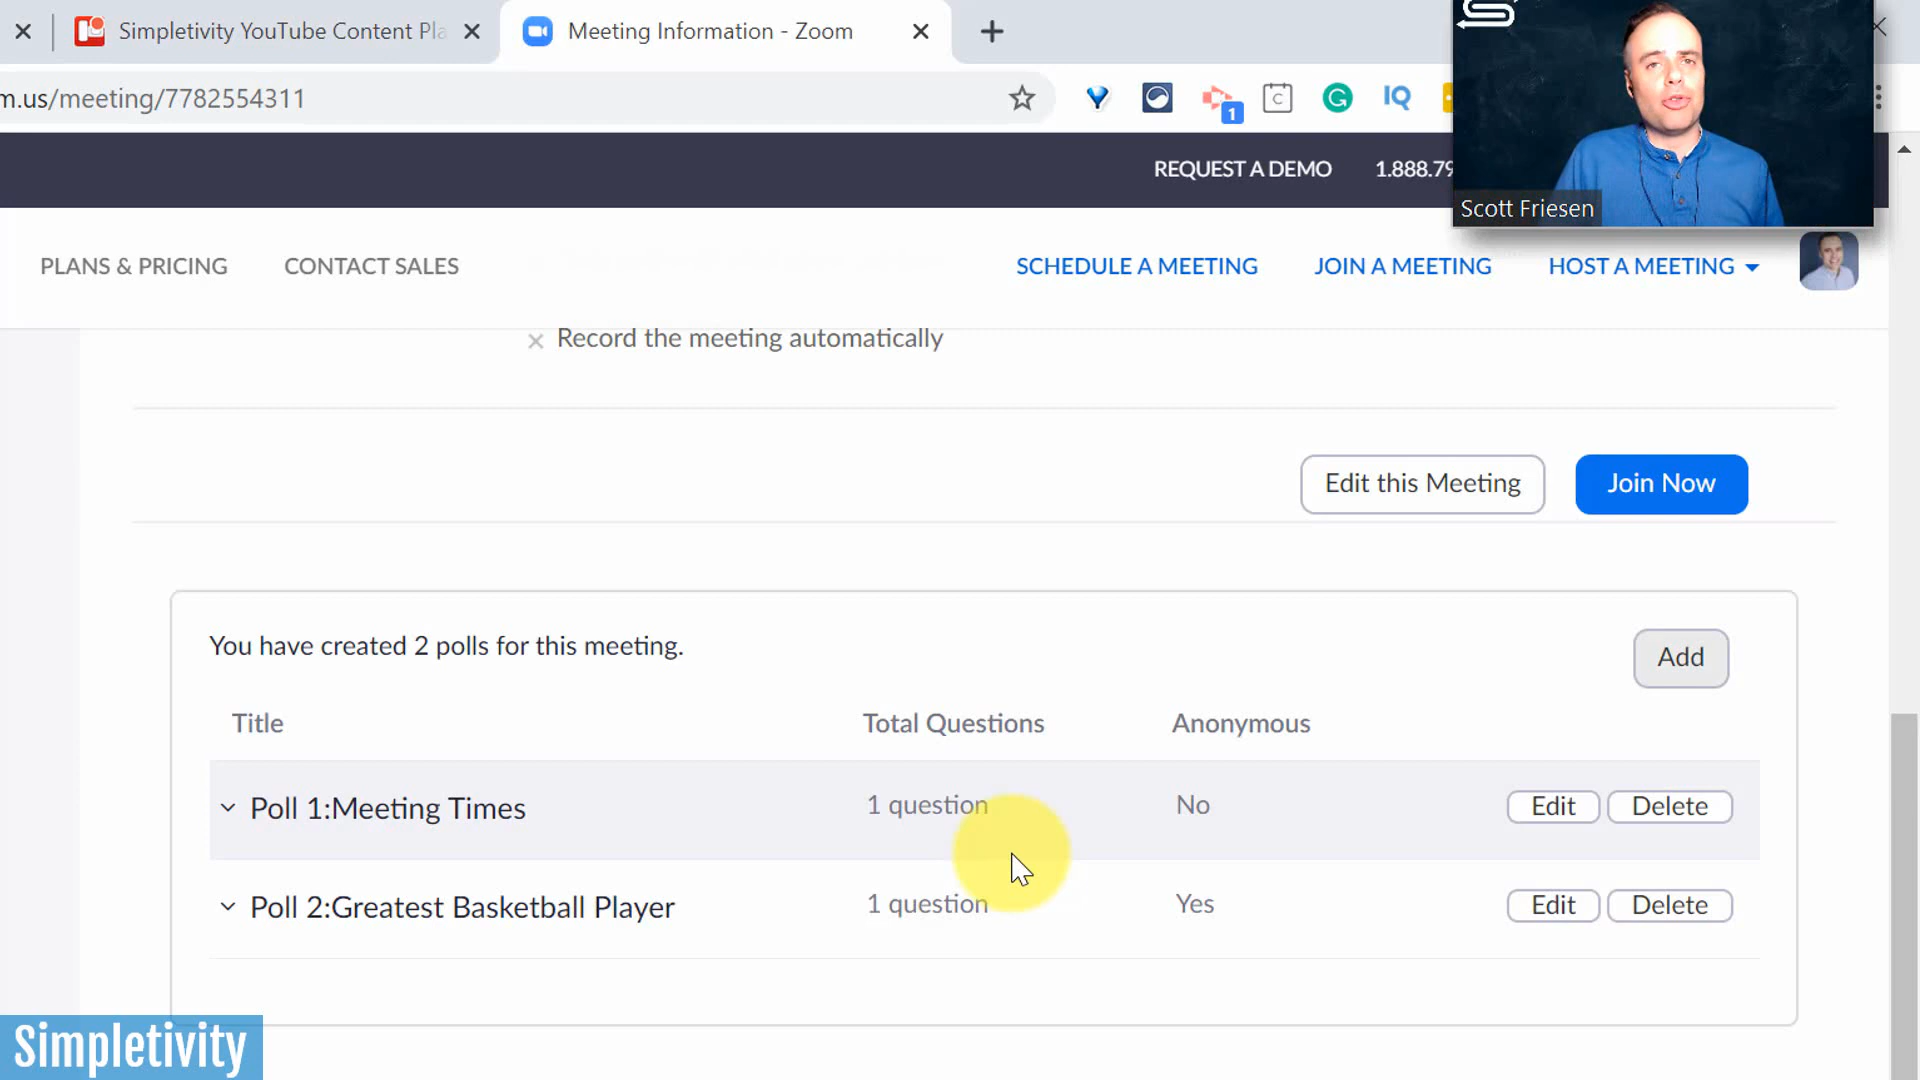 Simpletivity YouTube Content Pla
Meeting Information - Zoom
m.us/meeting/7782554311
1
C
G
IQ
REQUEST A DEMO
1.888.79
Scott Friesen
PLANS & PRICING
CONTACT SALES
SCHEDULE A MEETING
JOIN A MEETING
HOST A MEETING
Record the meeting automatically
Edit this Meeting
Join Now
You have created 2 polls for this meeting.
Add
Title
Total Questions
Anonymous
Poll 1:Meeting Times
1 question
No
Edit
Delete
Poll 2:Greatest Basketball Player
1 question
Yes
Edit
Delete
Simpletivity